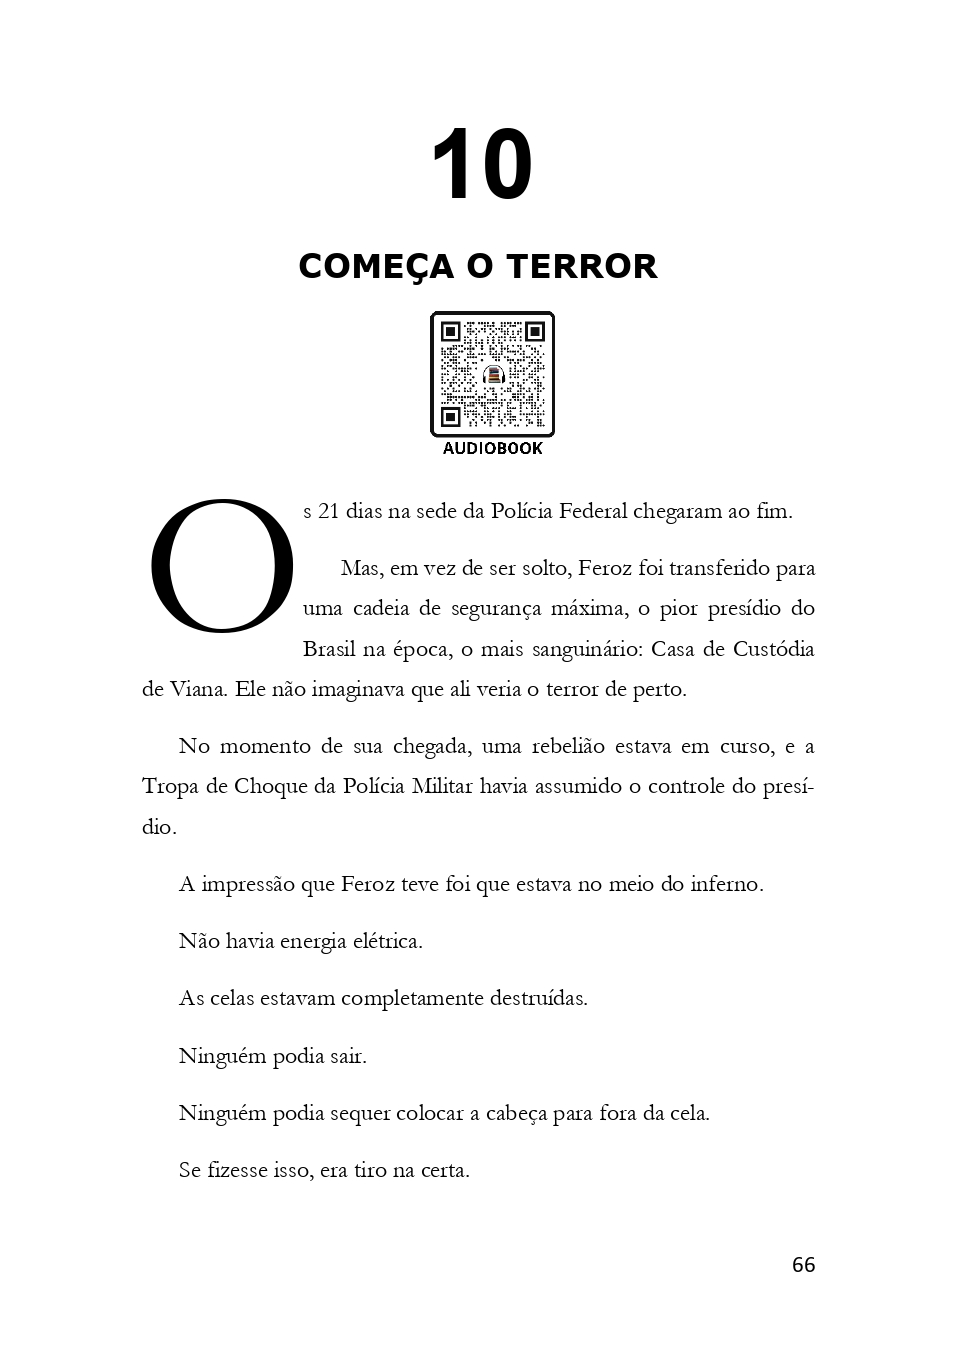 10
COMEÇA O TERROR
AUDIOBOOK
Os 21 dias na sede da Polícia Federal chegaram ao fim.
Mas, em vez de ser solto, Feroz foi transferido para
uma cadeia de segurança máxima, o pior presídio do
Brasil na época, o mais sanguinário: Casa de Custódia
de Viana. Ele não imaginava que ali veria o terror de perto.
No momento de sua chegada, uma rebelião estava em curso, e a
Tropa de Choque da Polícia Militar havia assumido o controle do presí-
dio.
A impressão que Feroz teve foi que estava no meio do inferno.
Não havia energia elétrica.
As celas estavam completamente destruídas.
Ninguém podia sair.
Ninguém podia sequer colocar a cabeça para fora da cela.
Se fizesse isso, era tiro na certa.
66